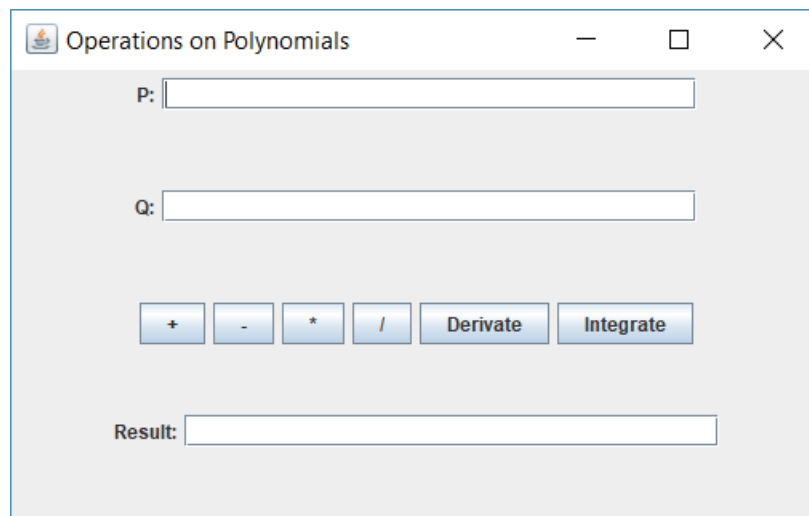 Operations on Polynomials
P:
Q:
+ - * / Derivate Integrate
Result: